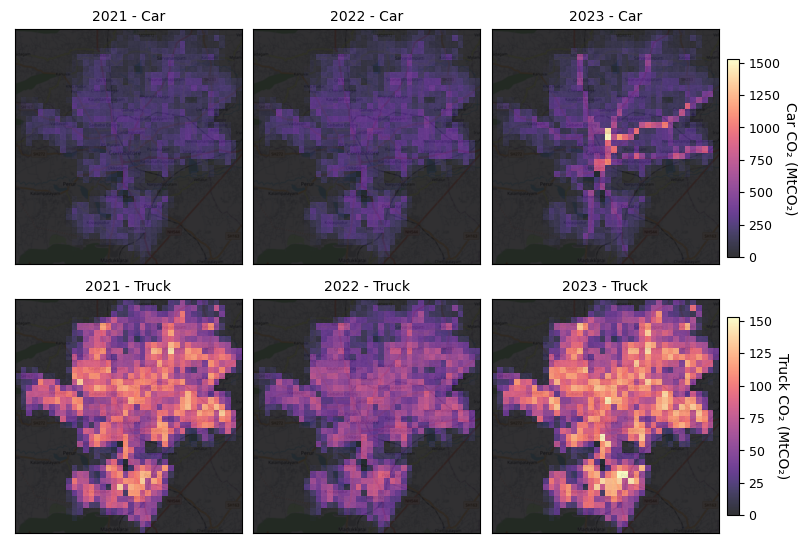 2021 - Car
2022 - Car
2023 - Car
1500
1250
1000
750
500
250
0
Car CO₂ (MtCO₂)
2021 - Truck
2022 - Truck
2023 - Truck
150
125
100
75
50
25
0
Truck CO₂ (MtCO₂)